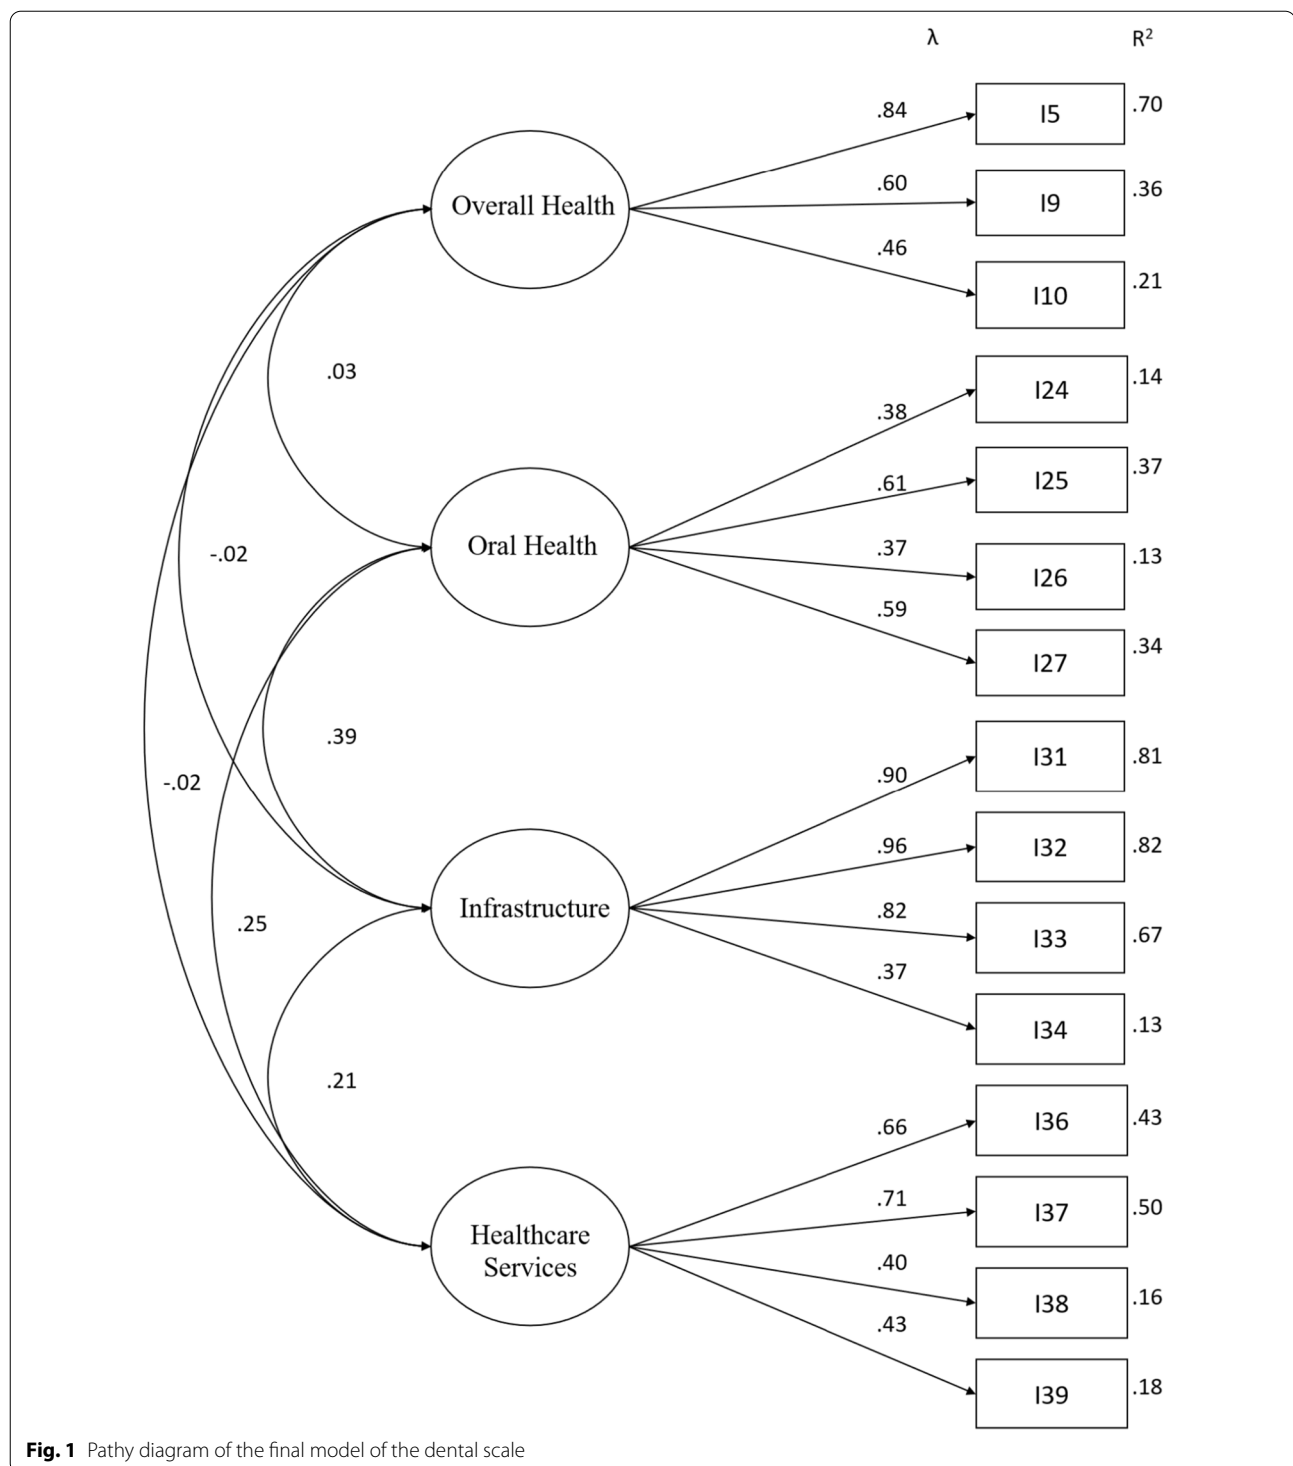 λ R²
.84 I5 .70
Overall Health .60 I9 .36
.46 I10 .21
.03
.38 I24 .14
.61 I25 .37
-.02 Oral Health .37 I26 .13
.59 I27 .34
.39
-.02
.90 I31 .81
.96 I32 .82
.25 Infrastructure .82 I33 .67
.37 I34 .13
.21
.66 I36 .43
.71 I37 .50
Healthcare
Services
.40 I38 .16
.43 I39 .18
Fig. 1 Pathy diagram of the final model of the dental scale